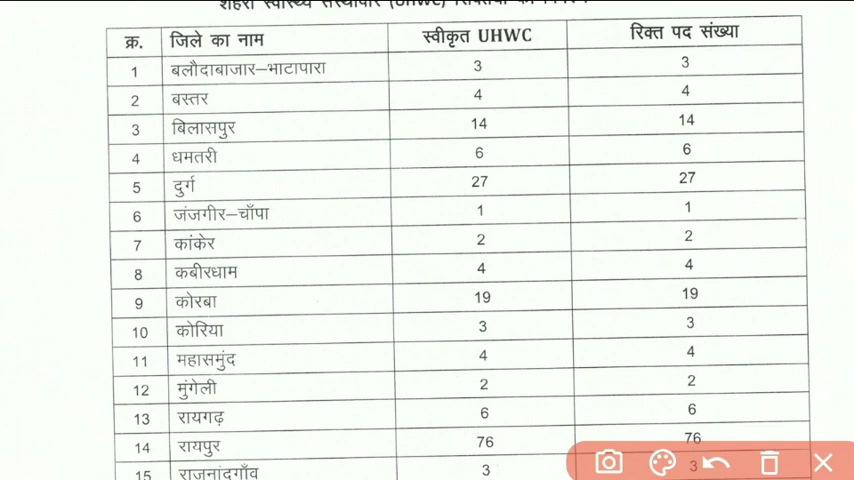 शहरी स्वास्थ्य संस्थावार (UHWC)
क्र. जिले का नाम स्वीकृत UHWC रिक्त पद संख्या
1 बलौदाबाजार–भाटापारा 3 3
2 बस्तर 4 4
3 बिलासपुर 14 14
4 धमतरी 6 6
5 दुर्ग 27 27
6 जंजगीर–चाँपा 1 1
7 कांकेर 2 2
8 कबीरधाम 4 4
9 कोरबा 19 19
10 कोरिया 3 3
11 महासमुंद 4 4
12 मुंगेली 2 2
13 रायगढ़ 6 6
14 रायपुर 76 76
15 राजनांदगाँव 3 3